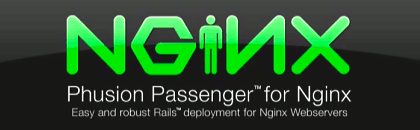 NGINX
Phusion Passenger™ for Nginx
Easy and robust Rails™ deployment for Nginx Webservers